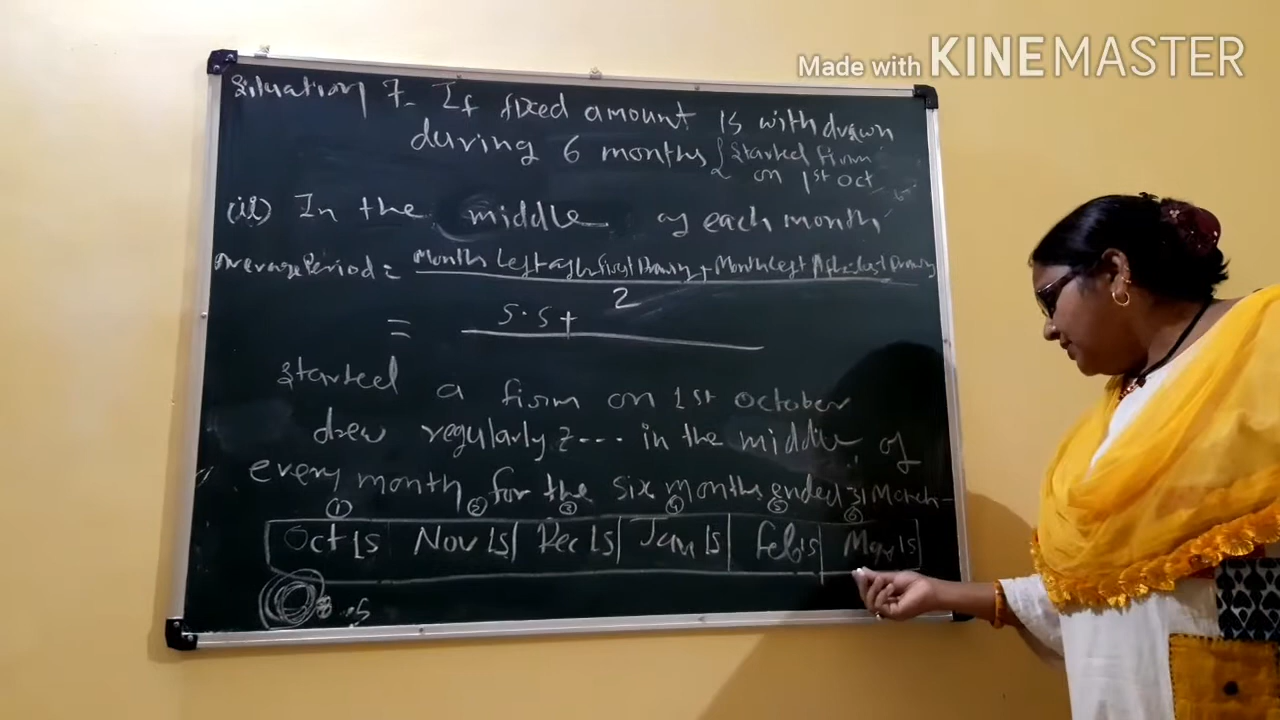 Made with KINEMASTER
Situation 7. If fixed amount is withdrawn
during 6 months { Started firm
on 1st Oct
(ii) In the middle of each month
Average Period = Month Left after first Drawing + Month Left After last Drawing
2
= 5.5 +
Started a firm on 1st October
drew regularly ₹ --- in the middle of
every month for the six months ended 31 March -
① ② ③ ④ ⑤ ⑥
Oct 15 Nov 15 Dec 15 Jan 15 Feb 15 Mar 15
.5